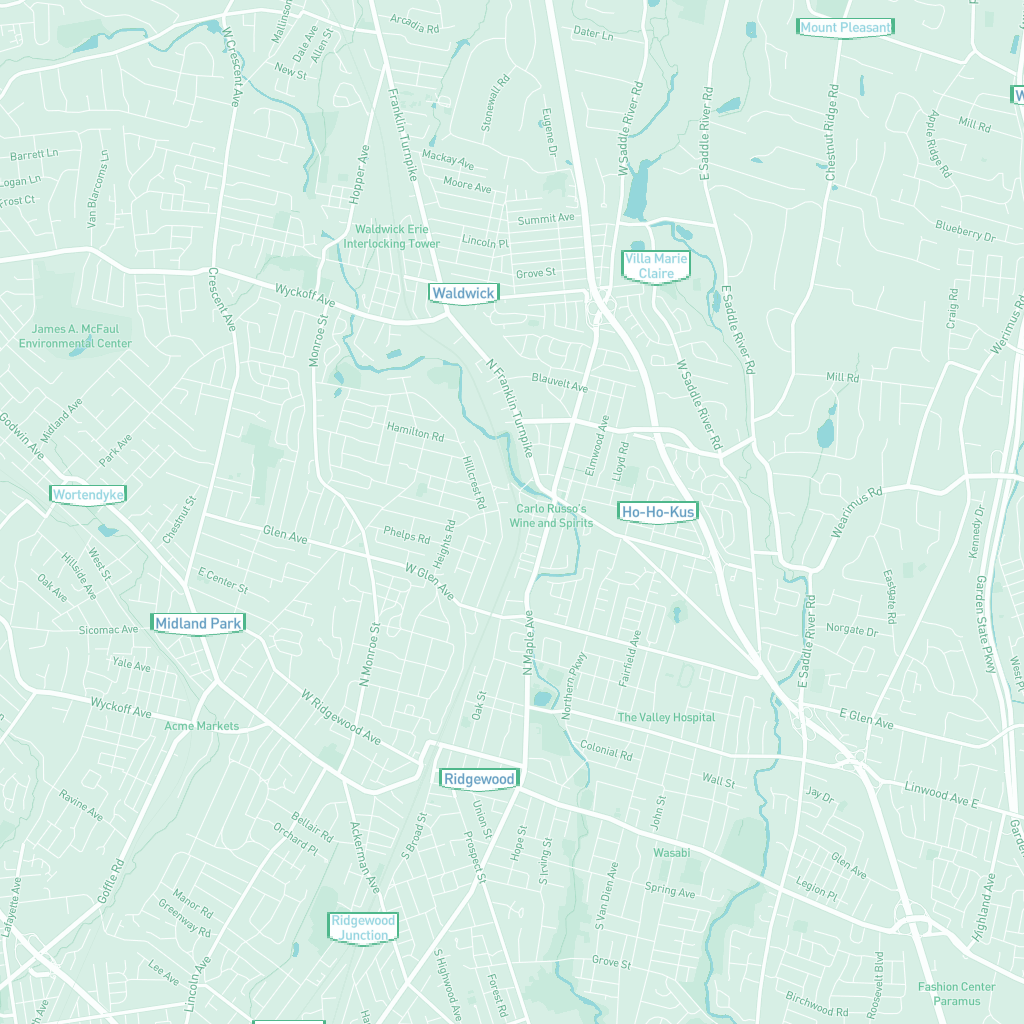 Mount Pleasant
Arcadia Rd
Dater Ln
Mallinson
Dale Ave
Allen St
W Crescent Ave
New St
Stonewall Rd
Franklin Turnpike
W Saddle River Rd
E Saddle River Rd
Chestnut Ridge Rd
W
Apple Ridge Rd
Mill Rd
Eugene Dr
Barrett Ln
Logan Ln
Frost Ct
Van Blarcoms Ln
Hopper Ave
Mackay Ave
Moore Ave
Summit Ave
Waldwick Erie
Interlocking Tower
Lincoln Pl
Blueberry Dr
Villa Marie
Claire
Grove St
Waldwick
Wyckoff Ave
Crescent Ave
Monroe St
E Saddle River Rd
Craig Rd
Werimus Rd
James A. McFaul
Environmental Center
N Franklin Turnpike
Blauvelt Ave
W Saddle River Rd
Mill Rd
Midland Ave
Godwin Ave
Park Ave
Hamilton Rd
Elmwood Ave
Lloyd Rd
Hillcrest Rd
Wortendyke
Chestnut St
Wearimus Rd
Carlo Russo's
Wine and Spirits
Ho-Ho-Kus
Glen Ave
Phelps Rd
Heights Rd
Kennedy Dr
West St
Hillside Ave
Oak Ave
E Center St
W Glen Ave
Eastgate Rd
Garden State Pkwy
Midland Park
Sicomac Ave
Yale Ave
N Monroe St
N Maple Ave
Fairfield Ave
Northern Pkwy
E Saddle River Rd
Norgate Dr
West Pl
Wyckoff Ave
W Ridgewood Ave
Oak St
Acme Markets
The Valley Hospital
E Glen Ave
Colonial Rd
Ridgewood
Wall St
Linwood Ave E
Jay Dr
Ravine Ave
Bellair Rd
Orchard Pl
Ackerman Ave
S Broad St
Union St
Prospect St
Hope St
S Irving St
John St
Wasabi
Glen Ave
Garden
Goffle Rd
Lafayette Ave
Manor Rd
Greenway Rd
S Van Dien Ave
Spring Ave
Legion Pl
Highland Ave
Ridgewood
Junction
Lee Ave
Lincoln Ave
S Highwood Ave
Forest Rd
Grove St
Birchwood Rd
Roosevelt Blvd
Fashion Center
Paramus